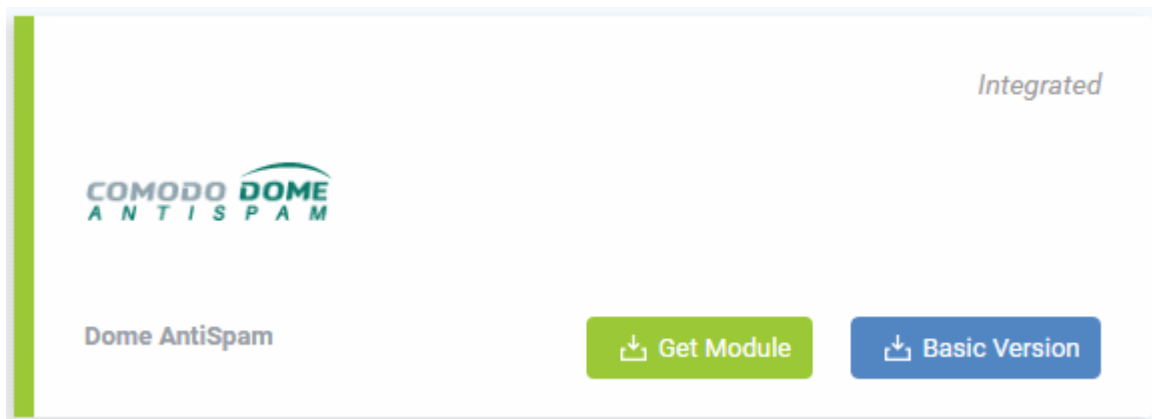 Integrated
COMODO DOME
ANTISPAM
Dome AntiSpam
Get Module
Basic Version